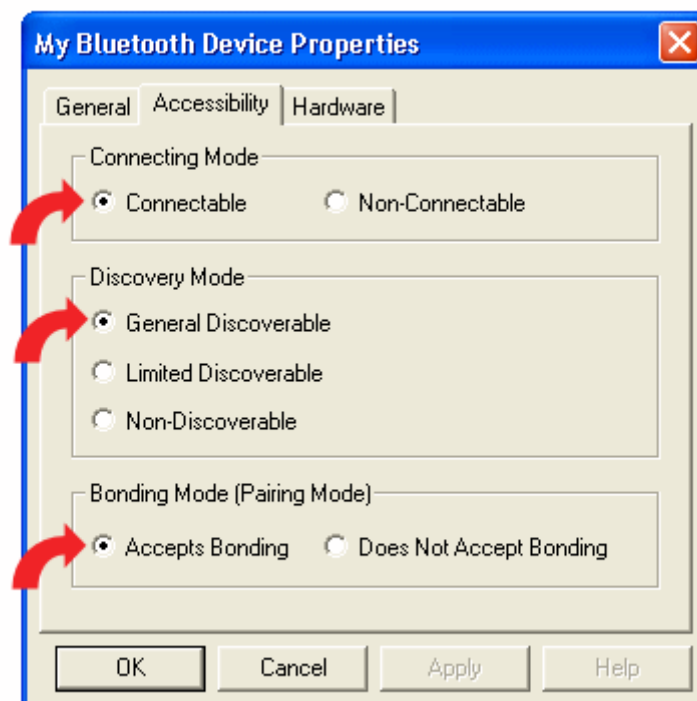 My Bluetooth Device Properties
General Accessibility Hardware
Connecting Mode
Connectable Non-Connectable
Discovery Mode
General Discoverable
Limited Discoverable
Non-Discoverable
Bonding Mode (Pairing Mode)
Accepts Bonding Does Not Accept Bonding
OK Cancel Apply Help